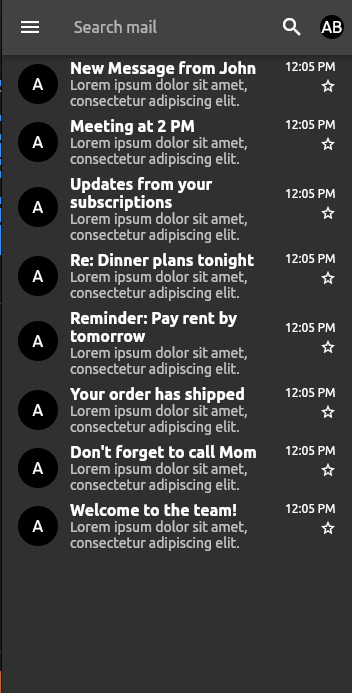 Search mail
AB
A
New Message from John
12:05 PM
Lorem ipsum dolor sit amet,
consectetur adipiscing elit.
A
Meeting at 2 PM
12:05 PM
Lorem ipsum dolor sit amet,
consectetur adipiscing elit.
A
Updates from your
subscriptions
12:05 PM
Lorem ipsum dolor sit amet,
consectetur adipiscing elit.
A
Re: Dinner plans tonight
12:05 PM
Lorem ipsum dolor sit amet,
consectetur adipiscing elit.
A
Reminder: Pay rent by
tomorrow
12:05 PM
Lorem ipsum dolor sit amet,
consectetur adipiscing elit.
A
Your order has shipped
12:05 PM
Lorem ipsum dolor sit amet,
consectetur adipiscing elit.
A
Don't forget to call Mom
12:05 PM
Lorem ipsum dolor sit amet,
consectetur adipiscing elit.
A
Welcome to the team!
12:05 PM
Lorem ipsum dolor sit amet,
consectetur adipiscing elit.